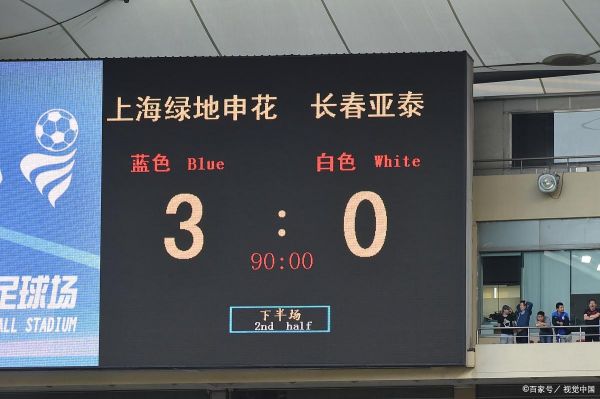 上海绿地申花 长春亚泰
蓝色 Blue 白色 White
3 : 0
90:00
下半场
2nd half
足球场
ALL STADIUM
©百家号/视觉中国